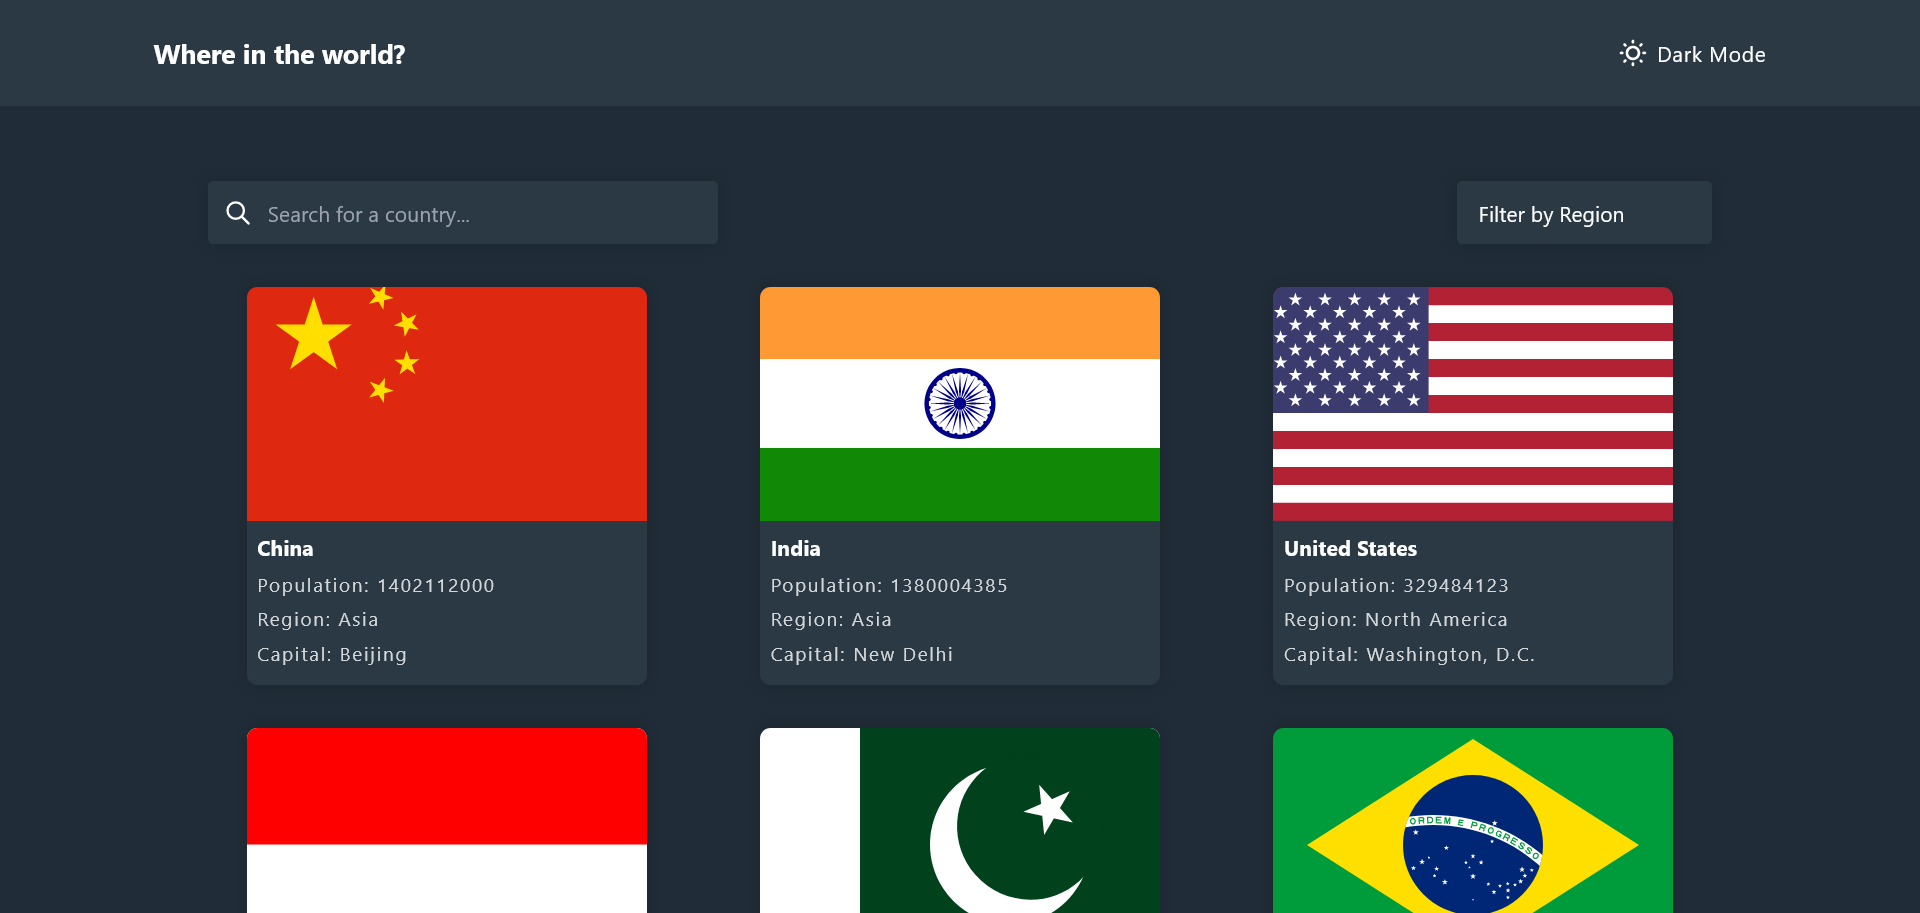 Where in the world?
Dark Mode
Search for a country...
Filter by Region
China
Population: 1402112000
Region: Asia
Capital: Beijing
India
Population: 1380004385
Region: Asia
Capital: New Delhi
United States
Population: 329484123
Region: North America
Capital: Washington, D.C.
ORDEM E PROGRESSO